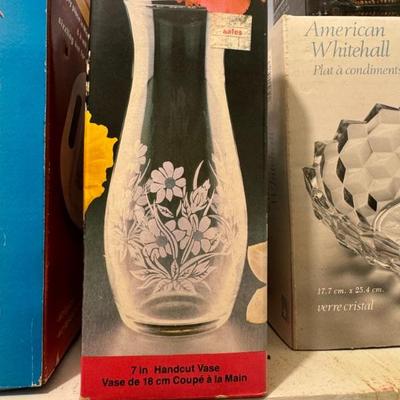 aafes
7 in Handcut Vase
Vase de 18 cm Coupé à la Main
American
Whitehall
Plat à condiments
17.7 cm. x 25.4 cm.
verre cristal